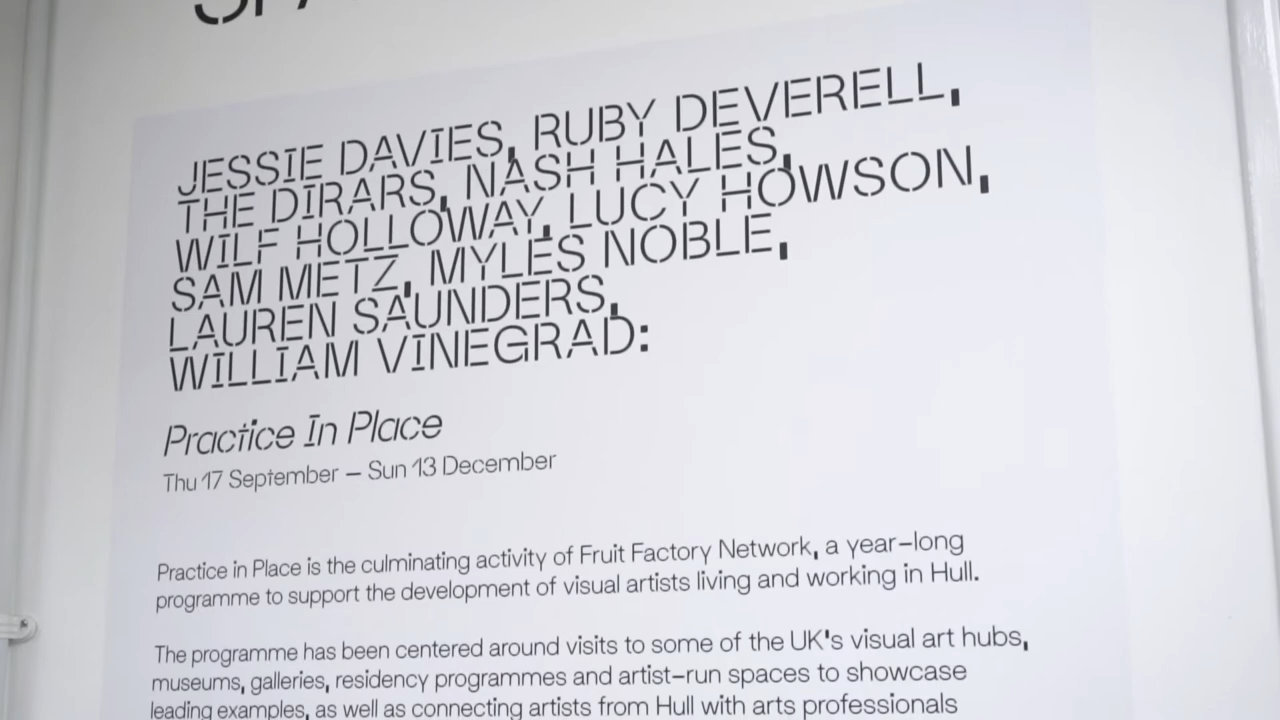 JESSIE DAVIES, RUBY DEVERELL,
THE DIRARS, NASH HALES,
WILF HOLLOWAY, LUCY HOWSON,
SAM METZ, MYLES NOBLE,
LAUREN SAUNDERS,
WILLIAM VINEGRAD:
Practice In Place
Thu 17 September – Sun 13 December
Practice in Place is the culminating activity of Fruit Factory Network, a year–long
programme to support the development of visual artists living and working in Hull.
The programme has been centered around visits to some of the UK's visual art hubs,
museums, galleries, residency programmes and artist–run spaces to showcase
leading examples, as well as connecting artists from Hull with arts professionals